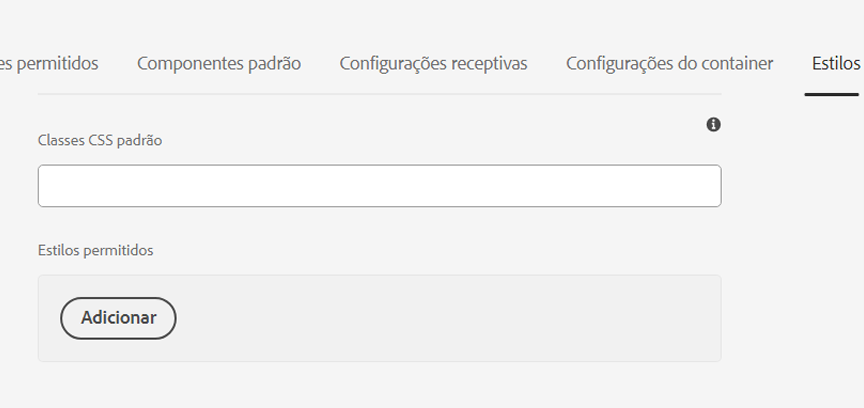 es permitidos Componentes padrão Configurações receptivas Configurações do container Estilos
Classes CSS padrão
Estilos permitidos
Adicionar